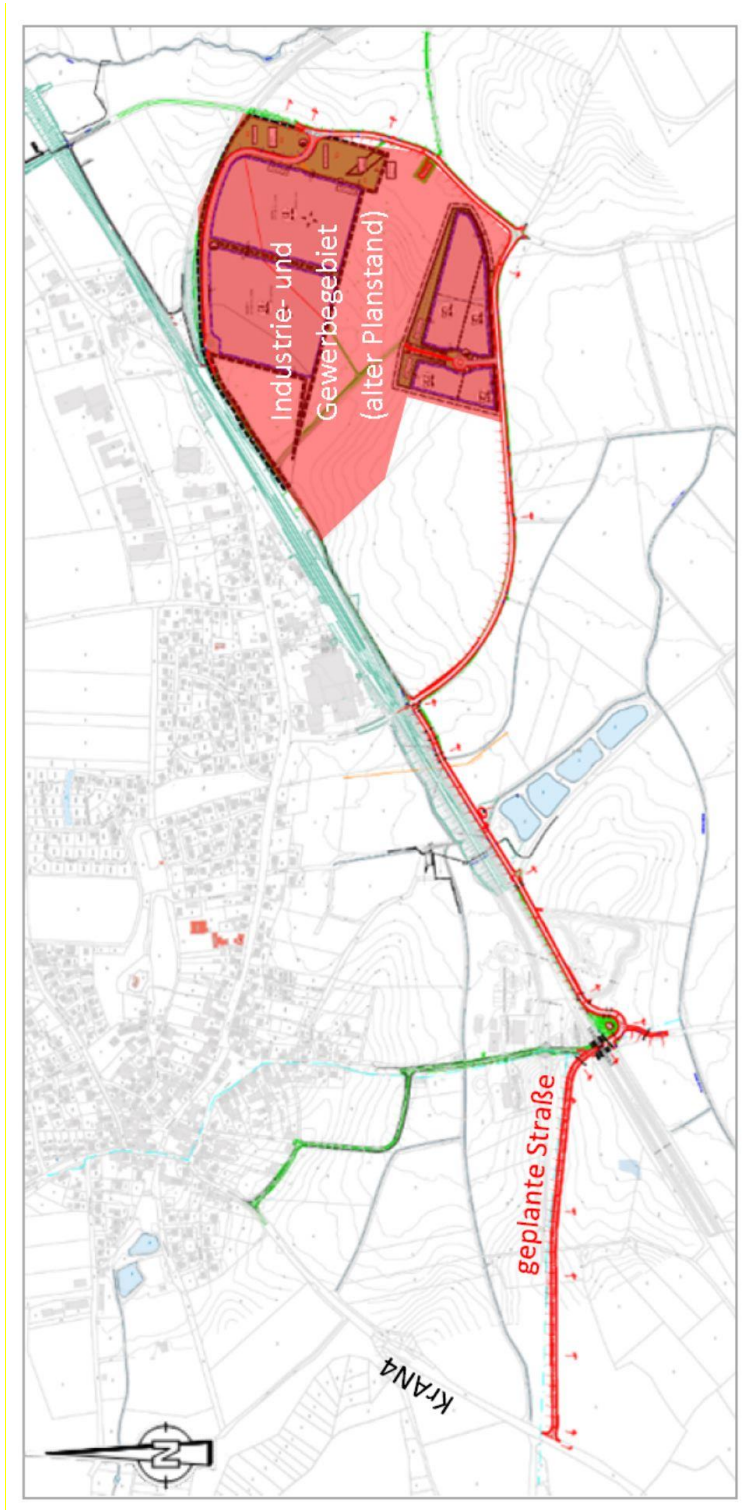 Industrie- und
Gewerbegebiet
(alter Planstand)
geplante Straße
KrAN4
N